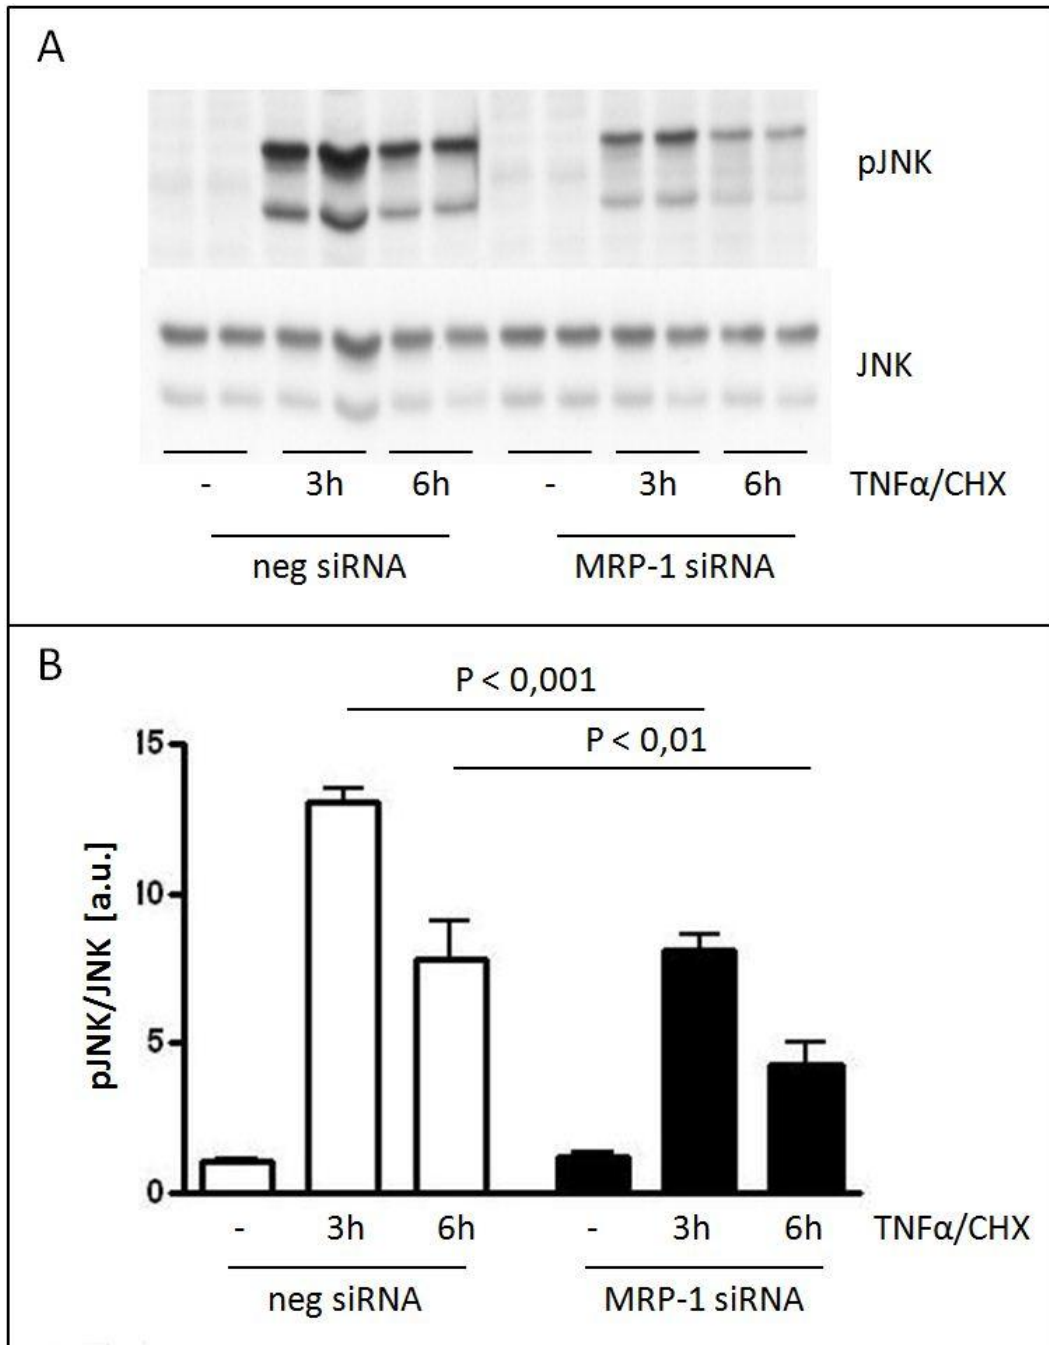 A
pJNK
JNK
- 3h 6h - 3h 6h TNFα/CHX
neg siRNA MRP-1 siRNA
B
P < 0,001
P < 0,01
15
10
5
0
pJNK/JNK [a.u.]
- 3h 6h - 3h 6h TNFα/CHX
neg siRNA MRP-1 siRNA